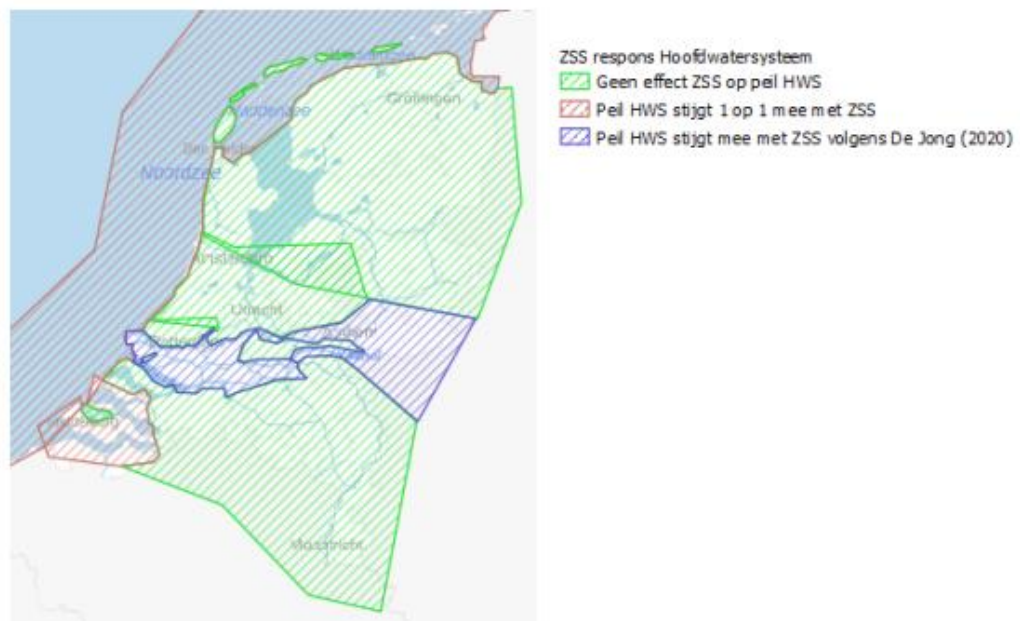 ZSS respons Hoofdwatersysteem
Geen effect ZSS op peil HWS
Peil HWS stijgt 1 op 1 mee met ZSS
Peil HWS stijgt mee met ZSS volgens De Jong (2020)
Groningen
Waddenzee
Den Helder
Noordzee
Amsterdam
Utrecht
Arnhem
Middelburg
Maastricht